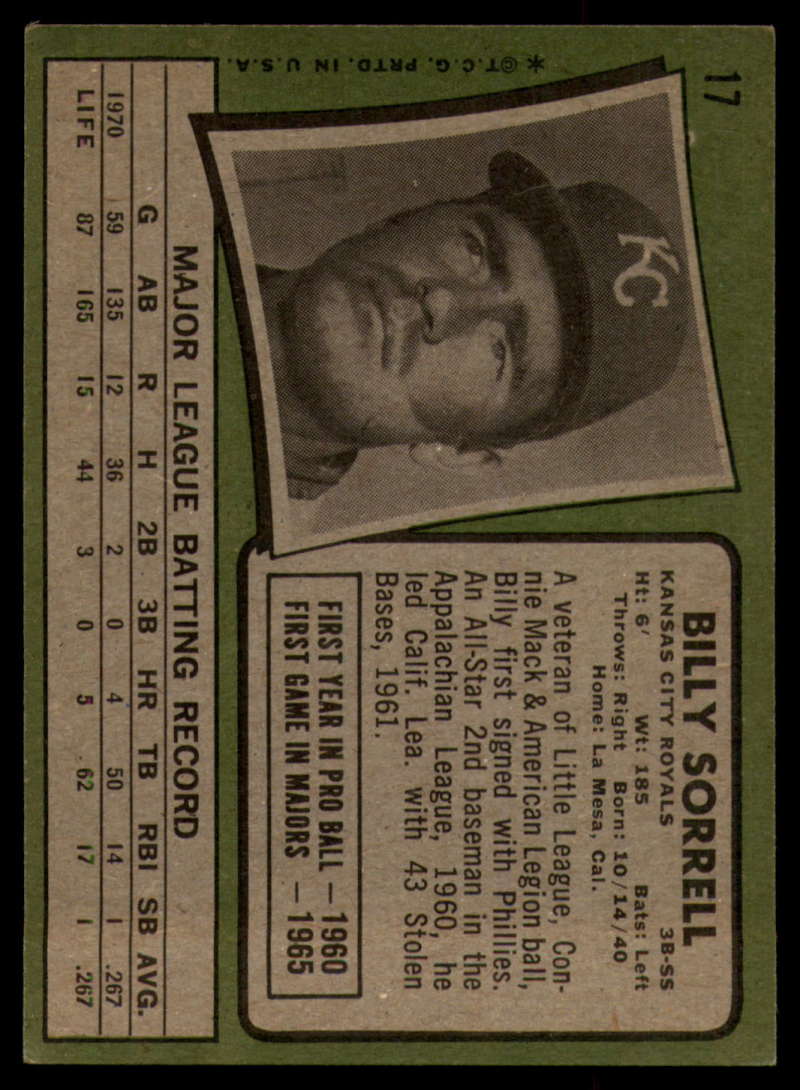 17
*©T.C.G. PRTD. IN U.S.A.
KC
BILLY SORRELL
KANSAS CITY ROYALS 3B-SS
Ht: 6' Wt: 185 Bats: Left
Throws: Right Born: 10/14/40
Home: La Mesa, Cal.
A veteran of Little League, Con-
nie Mack & American Legion ball,
Billy first signed with Phillies.
An All-Star 2nd baseman in the
Appalachian League, 1960, he
led Calif. Lea. with 43 Stolen
Bases, 1961.
FIRST YEAR IN PRO BALL — 1960
FIRST GAME IN MAJORS — 1965
MAJOR LEAGUE BATTING RECORD
G AB R H 2B 3B HR TB RBI SB AVG.
1970 59 135 12 36 2 0 4 50 14 1 .267
LIFE 87 165 15 44 3 0 5 62 17 1 .267